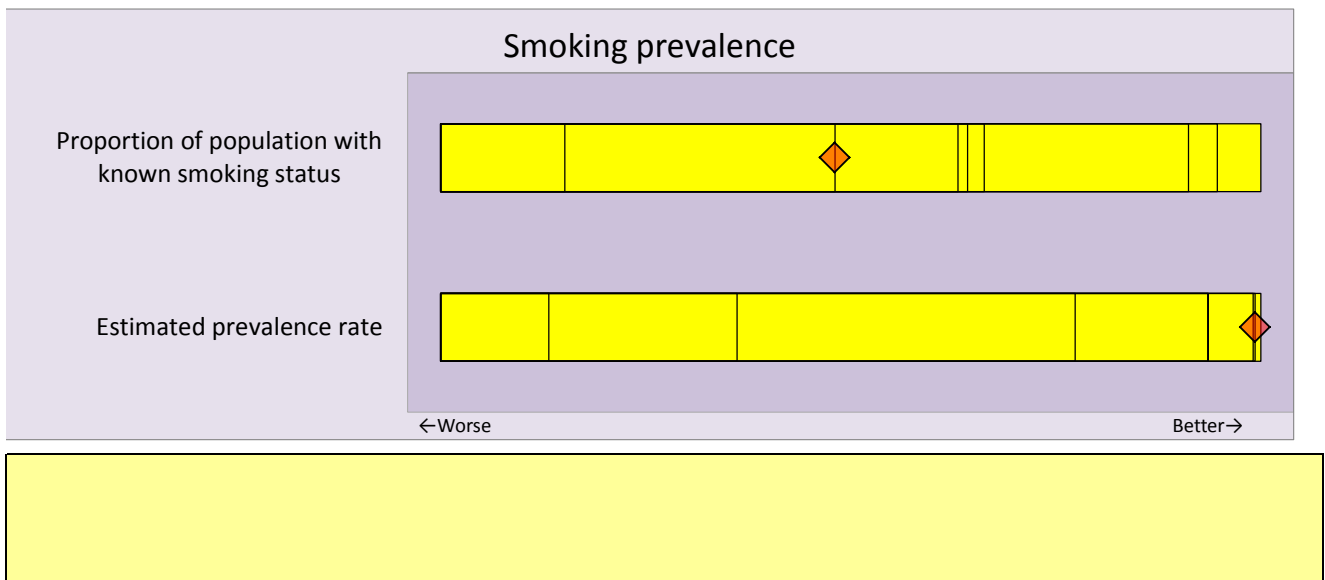 Smoking prevalence
Proportion of population with
known smoking status
Estimated prevalence rate
←Worse
Better→